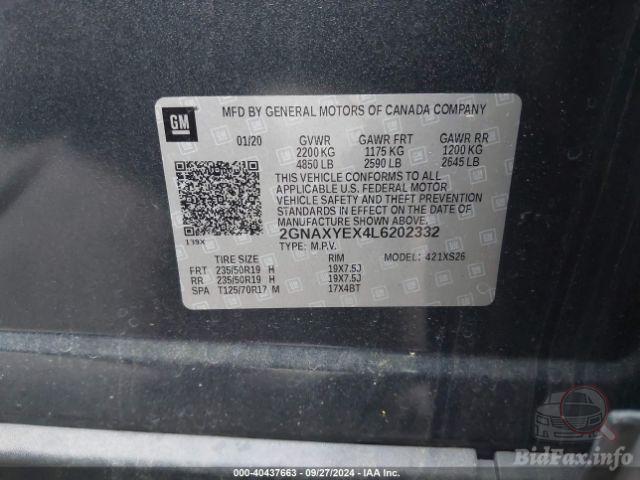 GM
MFD BY GENERAL MOTORS OF CANADA COMPANY
01/20 GVWR GAWR FRT GAWR RR
2200 KG 1175 KG 1200 KG
4850 LB 2590 LB 2645 LB
THIS VEHICLE CONFORMS TO ALL
APPLICABLE U.S. FEDERAL MOTOR
VEHICLE SAFETY AND THEFT PREVENTION
STANDARDS IN EFFECT ON THE DATE OF
MANUFACTURE SHOWN ABOVE.
139X 2GNAXYEX4L6202332
TYPE: M.P.V. MODEL: 421XS26
TIRE SIZE RIM
FRT 235/50R19 H 19X7.5J
RR 235/50R19 H 19X7.5J
SPA T125/70R17 M 17X4BT
BidFax.info
© - 40437663 - 09/27/2024 - IAA Inc.